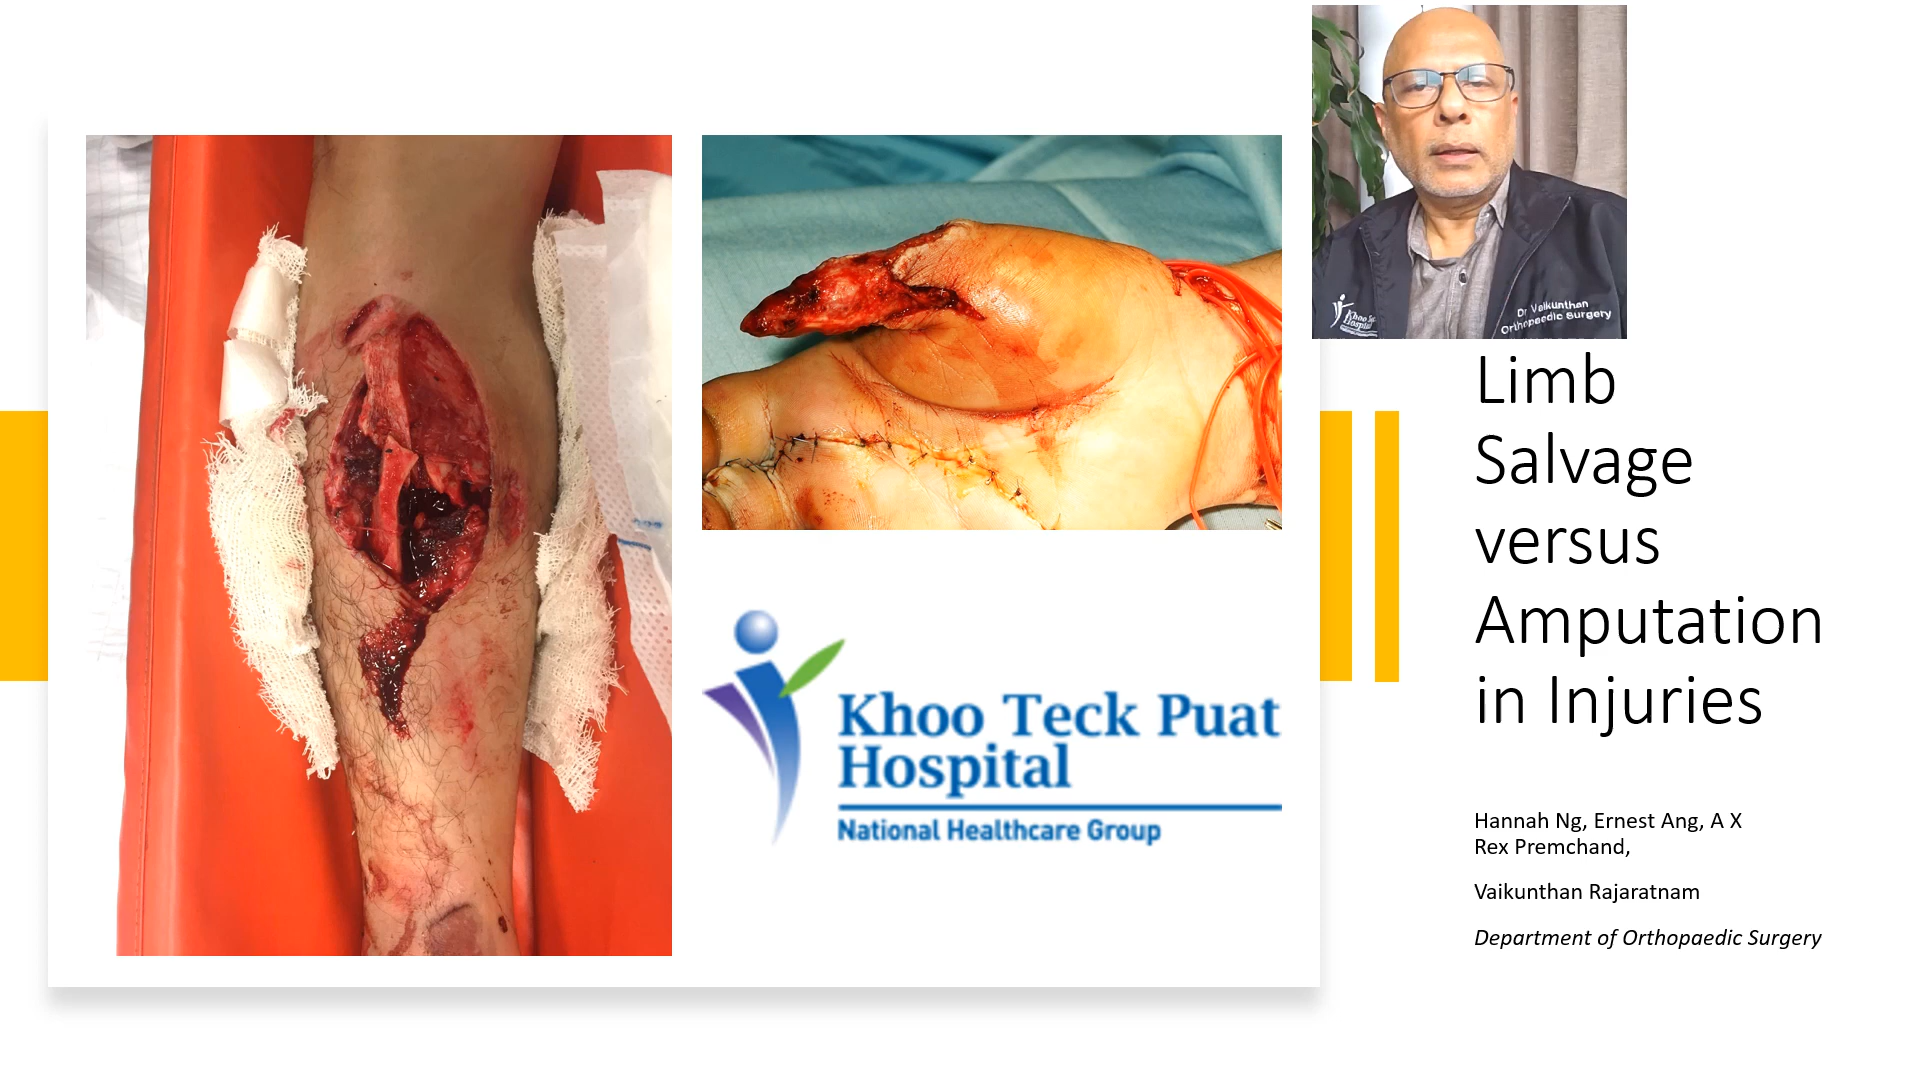 Dr Vaikunthan
Orthopaedic Surgery
Hospital
Limb
Salvage
versus
Amputation
in Injuries
Khoo Teck Puat
Hospital
National Healthcare Group
Hannah Ng, Ernest Ang, A X
Rex Premchand,
Vaikunthan Rajaratnam
Department of Orthopaedic Surgery